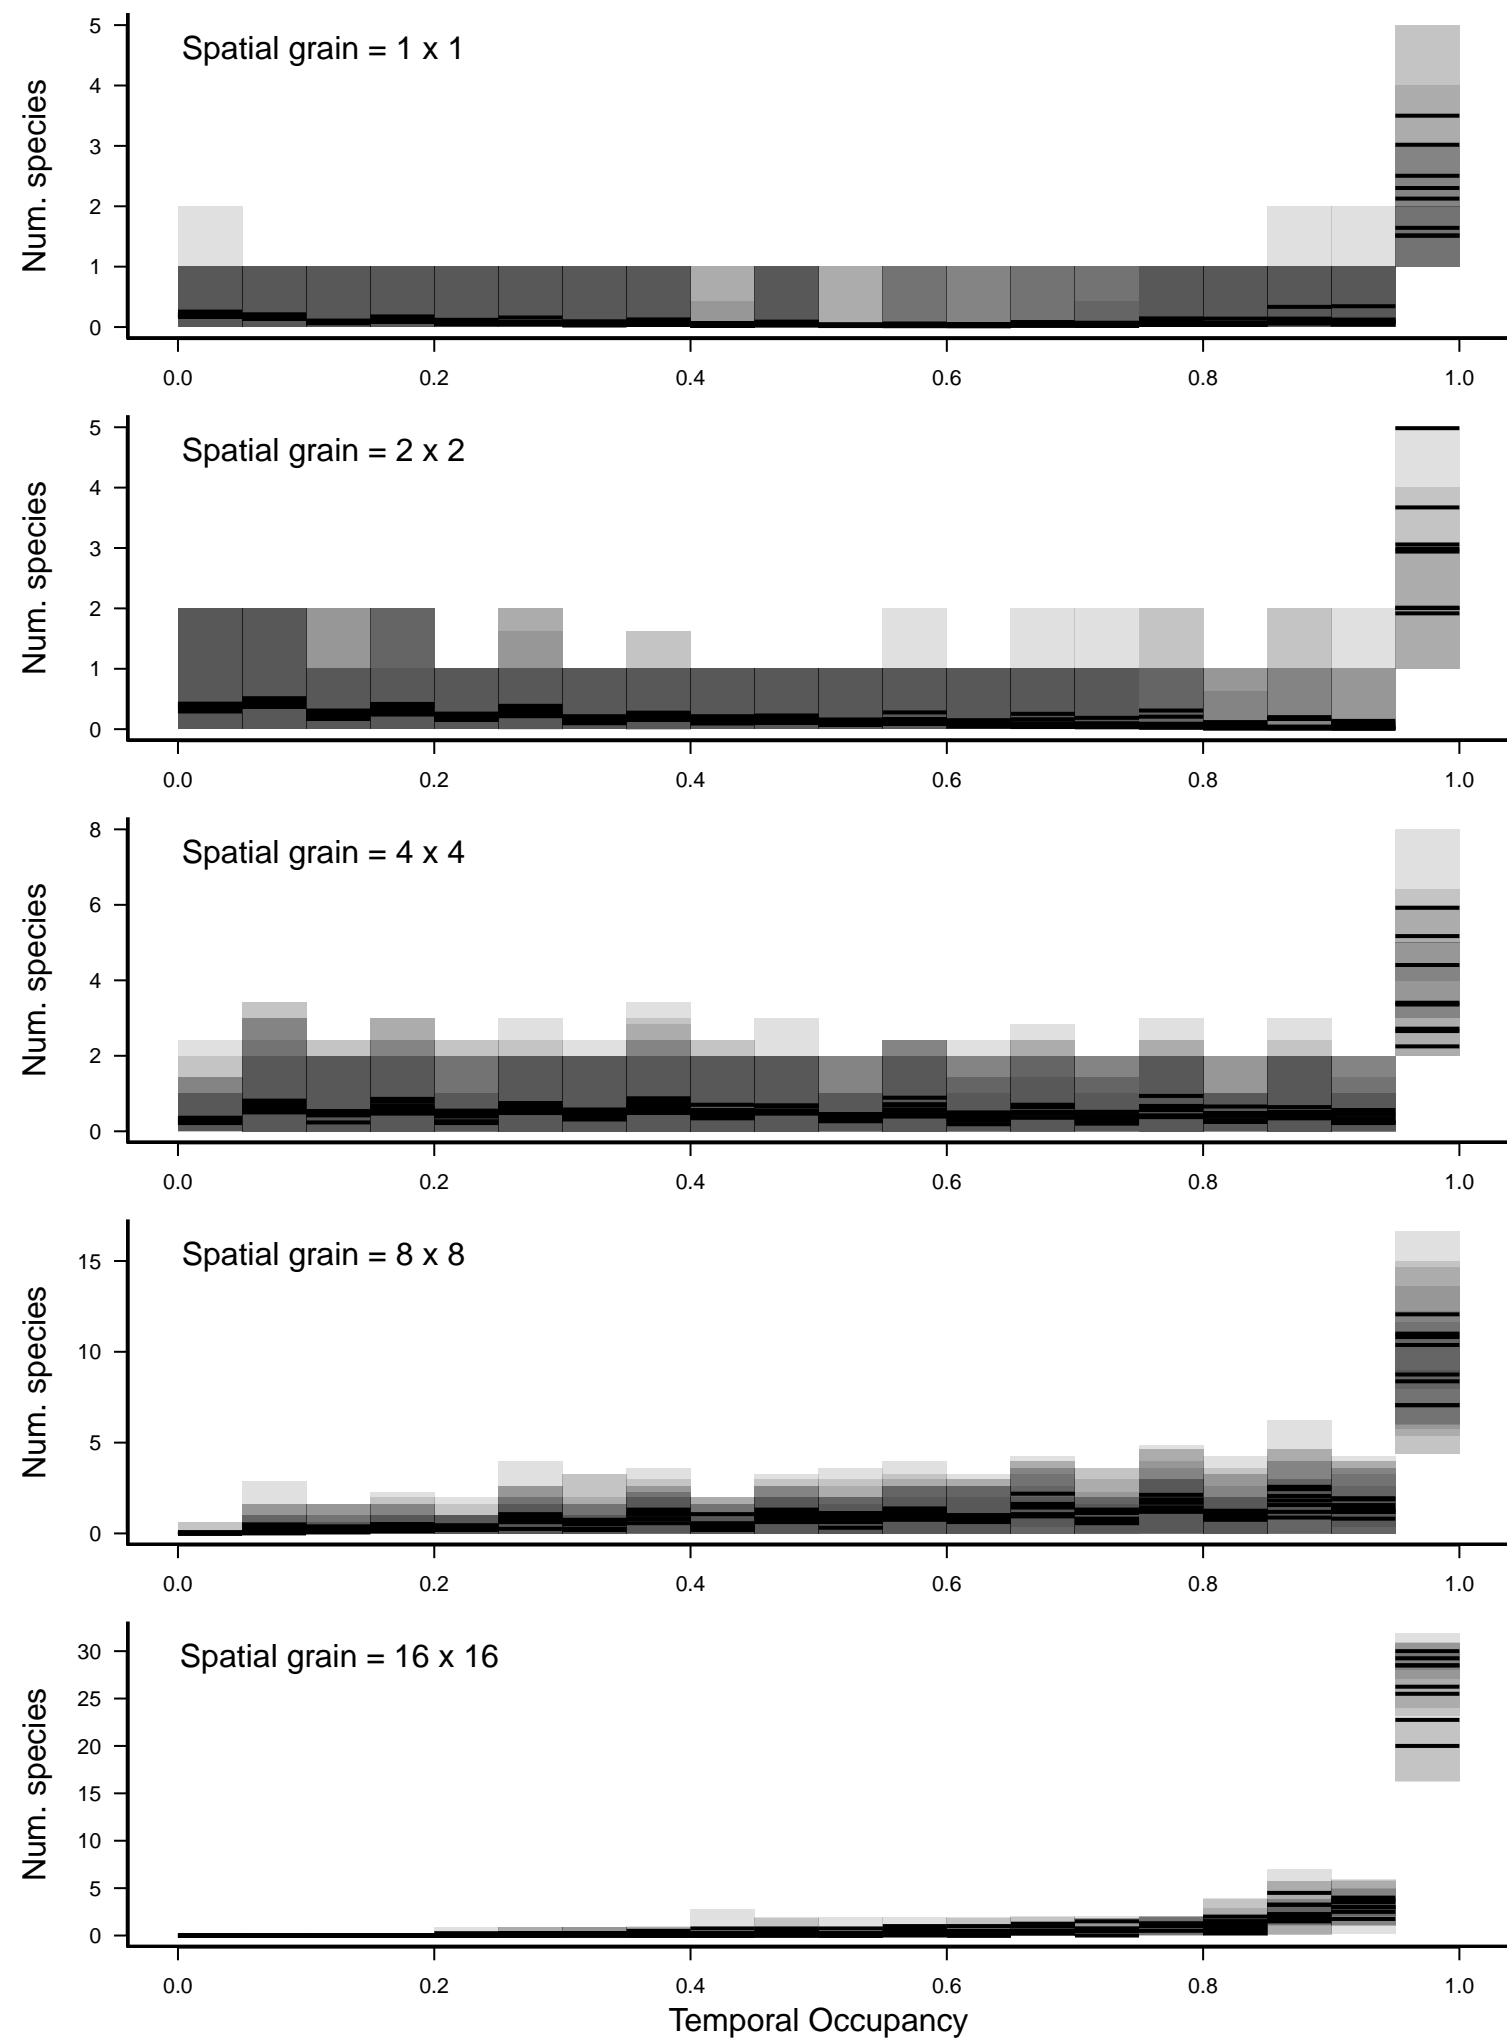 Spatial grain = 1 x 1
Num. species
5
4
3
2
1
0
0.0 0.2 0.4 0.6 0.8 1.0
Spatial grain = 2 x 2
Num. species
5
4
3
2
1
0
0.0 0.2 0.4 0.6 0.8 1.0
Spatial grain = 4 x 4
Num. species
8
6
4
2
0
0.0 0.2 0.4 0.6 0.8 1.0
Spatial grain = 8 x 8
Num. species
15
10
5
0
0.0 0.2 0.4 0.6 0.8 1.0
Spatial grain = 16 x 16
Num. species
30
25
20
15
10
5
0
0.0 0.2 0.4 0.6 0.8 1.0
Temporal Occupancy